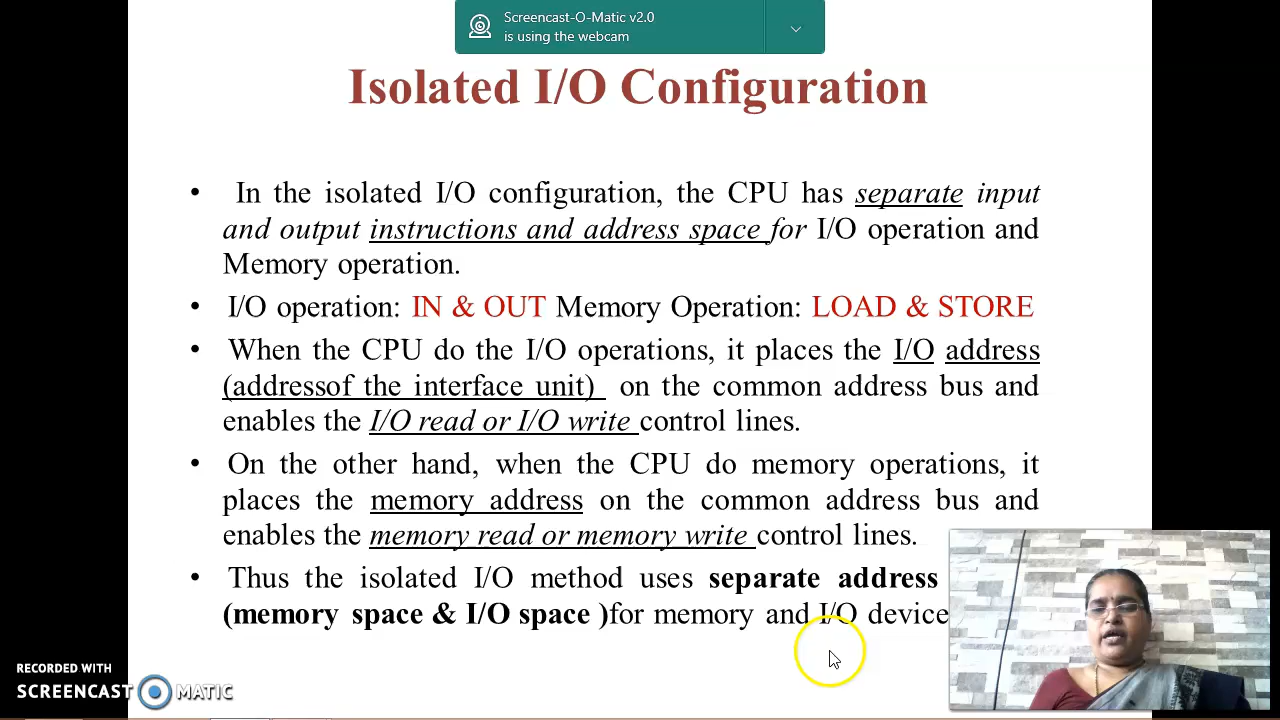 Screencast-O-Matic v2.0
is using the webcam
Isolated I/O Configuration
• In the isolated I/O configuration, the CPU has separate input
and output instructions and address space for I/O operation and
Memory operation.
• I/O operation: IN & OUT Memory Operation: LOAD & STORE
• When the CPU do the I/O operations, it places the I/O address
(addressof the interface unit) on the common address bus and
enables the I/O read or I/O write control lines.
• On the other hand, when the CPU do memory operations, it
places the memory address on the common address bus and
enables the memory read or memory write control lines.
• Thus the isolated I/O method uses separate address
(memory space & I/O space )for memory and I/O device
RECORDED WITH
SCREENCAST MATIC